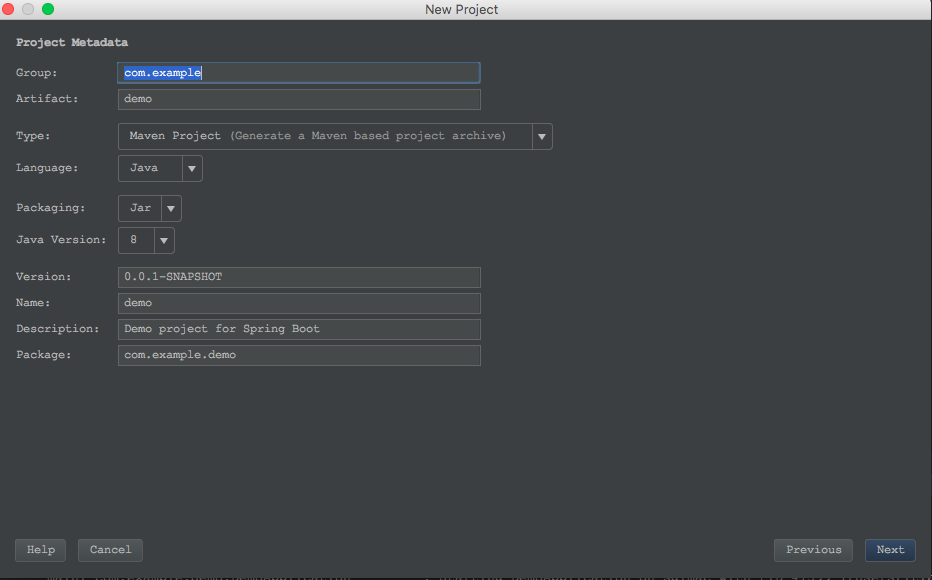 New Project
Project Metadata
Group: com.example
Artifact: demo
Type: Maven Project (Generate a Maven based project archive)
Language: Java
Packaging: Jar
Java Version: 8
Version: 0.0.1-SNAPSHOT
Name: demo
Description: Demo project for Spring Boot
Package: com.example.demo
Help Cancel Previous Next